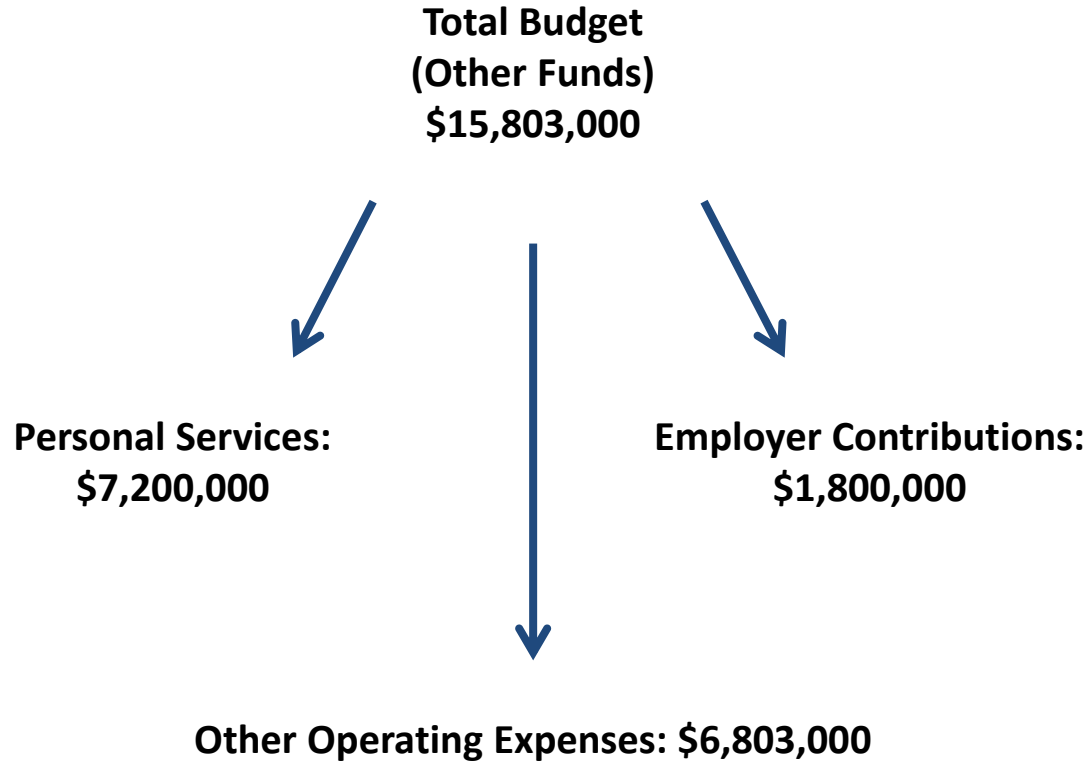 Total Budget
(Other Funds)
$15,803,000
Personal Services:
$7,200,000
Employer Contributions:
$1,800,000
Other Operating Expenses: $6,803,000